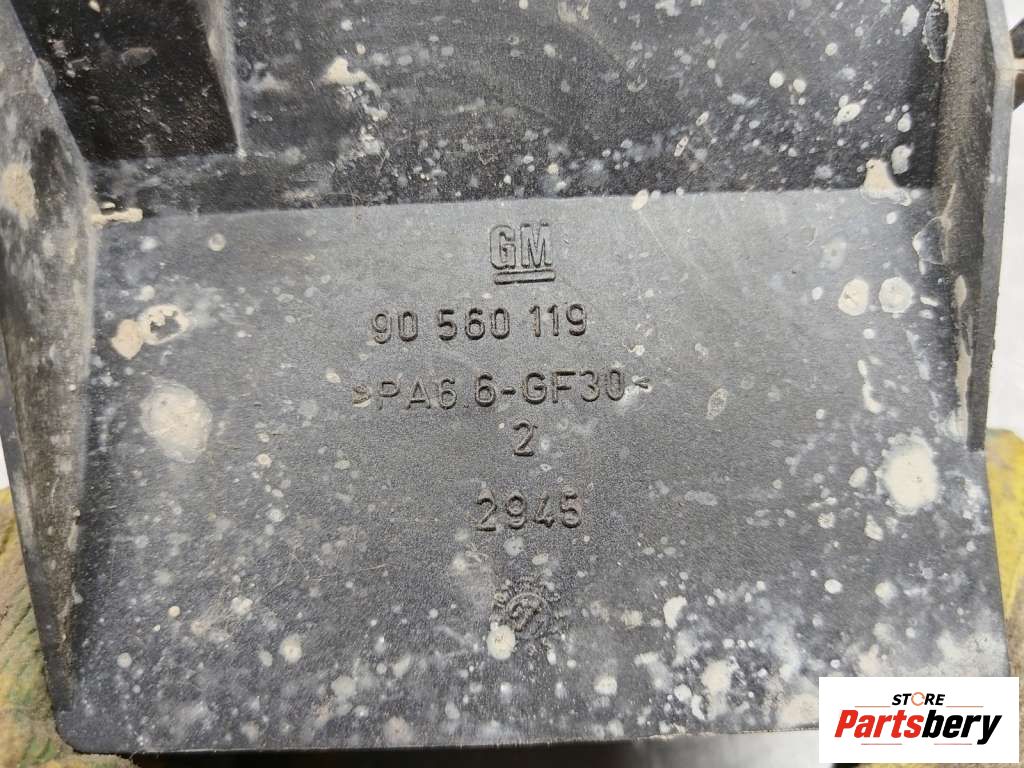 GM
90 560 119
>PA6.6-GF30<
2
2945
STORE
Partsbery